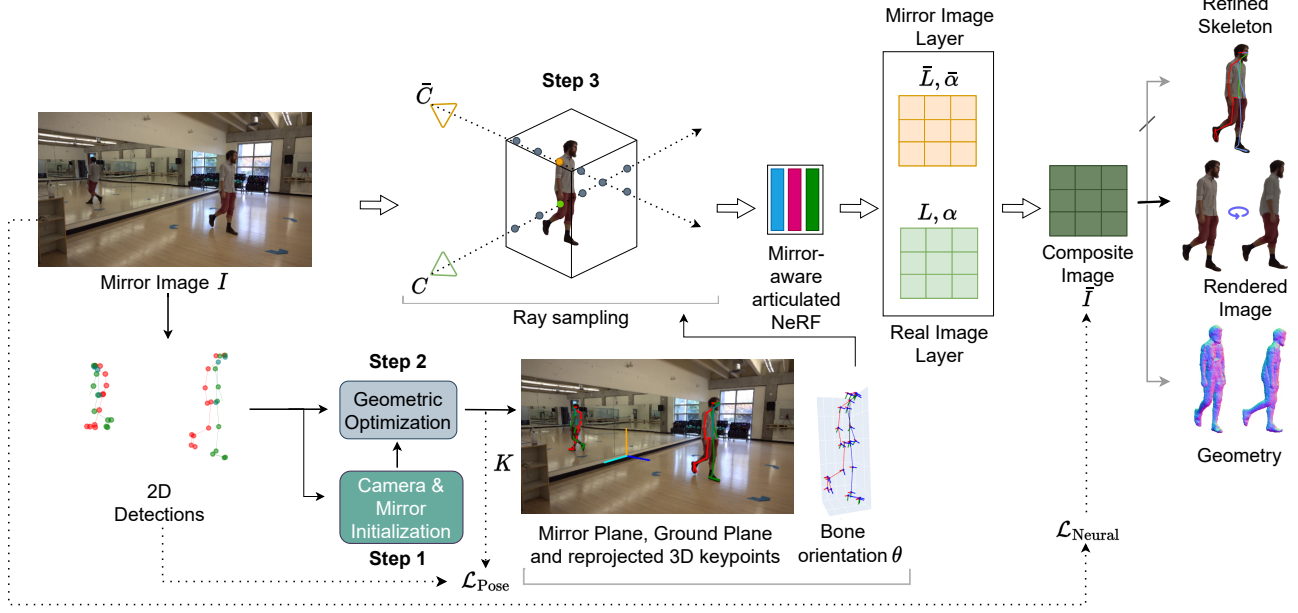 Refined
Skeleton
Mirror Image
Layer
Step 3
C̄
L̄, ᾱ
L, α
C
Ray sampling
Mirror-
aware
articulated
NeRF
Real Image
Layer
Composite
Image
Ī
Rendered
Image
Mirror Image I
Step 2
Geometric
Optimization
K
Camera &
Mirror
Initialization
Step 1
2D
Detections
Mirror Plane, Ground Plane
and reprojected 3D keypoints
Bone
orientation θ
Geometry
ℒ_Pose
ℒ_Neural